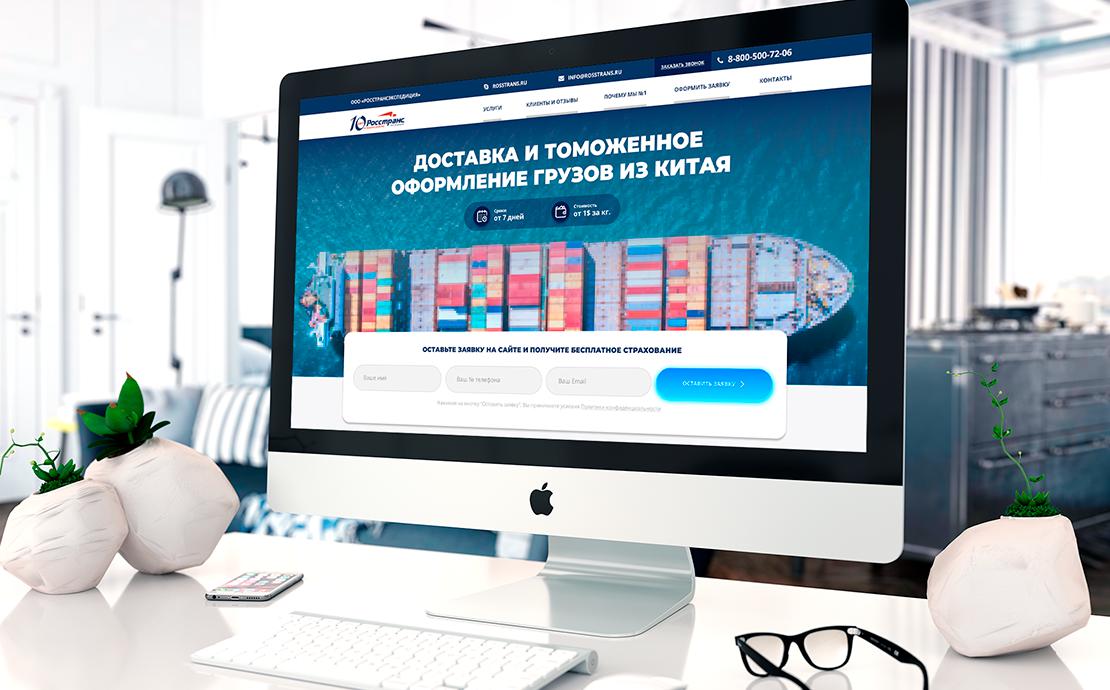 ООО «РОССТРАНСЭКСПЕДИЦИЯ»
ROSSTRANS.RU
INFO@ROSSTRANS.RU
ЗАКАЗАТЬ ЗВОНОК
8-800-500-72-06
10 Росстранс
УСЛУГИ
КЛИЕНТЫ И ОТЗЫВЫ
ПОЧЕМУ МЫ №1
ОФОРМИТЬ ЗАЯВКУ
КОНТАКТЫ
ДОСТАВКА И ТОМОЖЕННОЕ
ОФОРМЛЕНИЕ ГРУЗОВ ИЗ КИТАЯ
Сроки
от 7 дней
Стоимость
от 1$ за кг.
ОСТАВЬТЕ ЗАЯВКУ НА САЙТЕ И ПОЛУЧИТЕ БЕСПЛАТНОЕ СТРАХОВАНИЕ
Ваше имя
Ваш № телефона
Ваш Email
ОСТАВИТЬ ЗАЯВКУ
Нажимая на кнопку "Оставить заявку", Вы принимаете условия Политики конфиденциальности